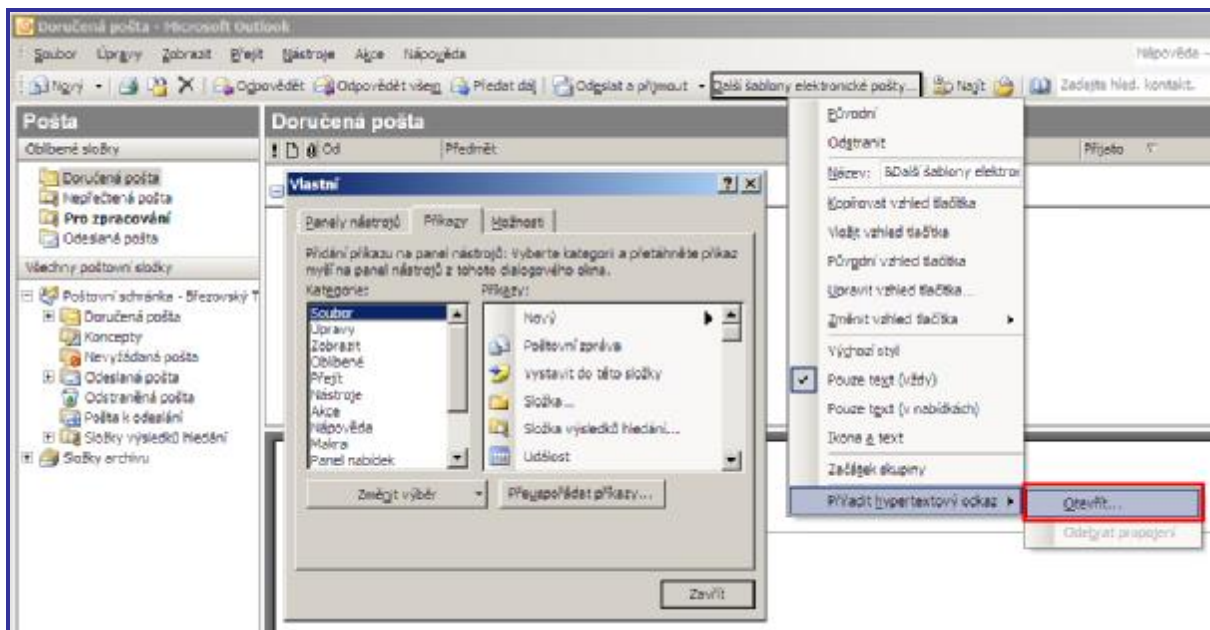 Doručená pošta - Microsoft Outlook
Soubor Úpravy Zobrazit Přejít Nástroje Akce Nápověda
Nápověda –
Nový Odpovědět Odpovědět všem Předat dál Odeslat a přijmout Další šablony elektronické pošty... Najít Zadejte hled. kontakt.
Pošta
Oblíbené složky
Doručená pošta
Nepřečtená pošta
Pro zpracování
Odeslaná pošta
Všechny poštovní složky
Poštovní schránka - Březovský T
Doručená pošta
Koncepty
Nevyžádaná pošta
Odeslaná pošta
Odstraněná pošta
Pošta k odeslání
Složky výsledků hledání
Složky archivu
Doručená pošta
! Od Předmět Přijato
Vlastní
Panely nástrojů Příkazy Možnosti
Přidání příkazu na panel nástrojů: Vyberte kategorii a přetáhněte příkaz
myší na panel nástrojů z tohoto dialogového okna.
Kategorie: Příkazy:
Soubor
Úpravy
Zobrazit
Oblíbené
Přejít
Nástroje
Akce
Nápověda
Makra
Panel nabídek
Nový
Poštovní zpráva
Vystavit do této složky
Složka...
Složka výsledků hledání...
Událost
Změnit výběr Přeuspořádat příkazy...
Zavřít
Původní
Odstranit
Název: &Další šablony elektron
Kopírovat vzhled tlačítka
Vložit vzhled tlačítka
Původní vzhled tlačítka
Upravit vzhled tlačítka...
Změnit vzhled tlačítka
Výchozí styl
Pouze text (vždy)
Pouze text (v nabídkách)
Ikona a text
Začátek skupiny
Přiřadit hypertextový odkaz
Otevřít...
Odebrat propojení